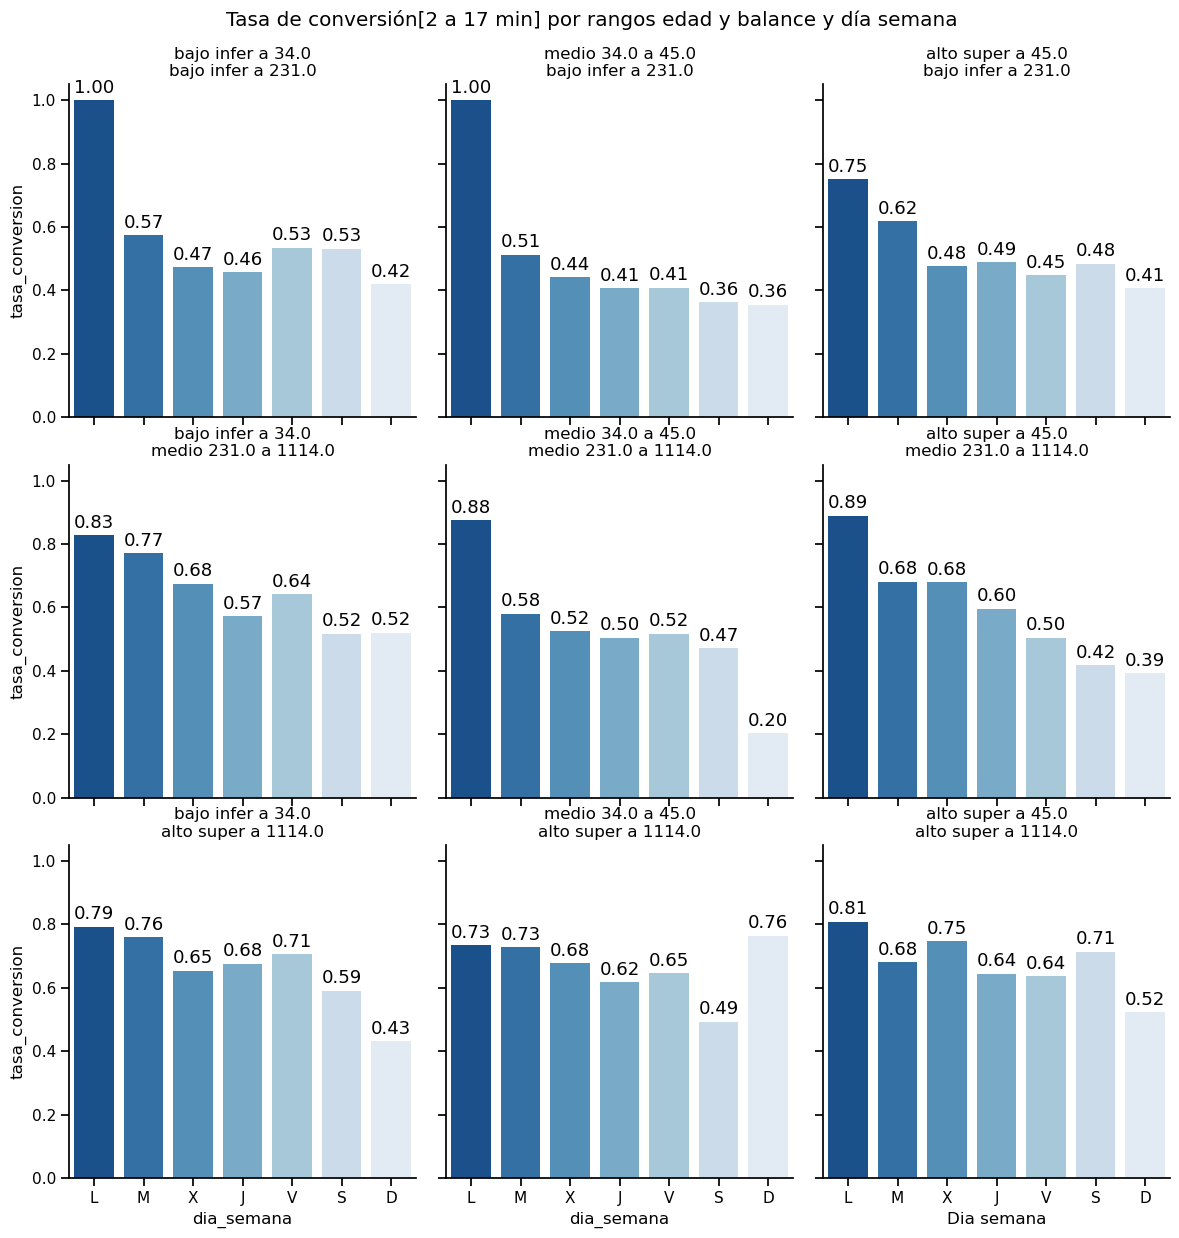 Tasa de conversión[2 a 17 min] por rangos edad y balance y día semana
bajo infer a 34.0
bajo infer a 231.0
medio 34.0 a 45.0
bajo infer a 231.0
alto super a 45.0
bajo infer a 231.0
tasa_conversion
1.0
0.8
0.6
0.4
0.2
0.0
1.00
0.57
0.47
0.46
0.53
0.53
0.42
1.00
0.51
0.44
0.41
0.41
0.36
0.36
0.75
0.62
0.48
0.49
0.45
0.48
0.41
bajo infer a 34.0
medio 231.0 a 1114.0
medio 34.0 a 45.0
medio 231.0 a 1114.0
alto super a 45.0
medio 231.0 a 1114.0
tasa_conversion
1.0
0.8
0.6
0.4
0.2
0.0
0.83
0.77
0.68
0.57
0.64
0.52
0.52
0.88
0.58
0.52
0.50
0.52
0.47
0.20
0.89
0.68
0.68
0.60
0.50
0.42
0.39
bajo infer a 34.0
alto super a 1114.0
medio 34.0 a 45.0
alto super a 1114.0
alto super a 45.0
alto super a 1114.0
tasa_conversion
1.0
0.8
0.6
0.4
0.2
0.0
0.79
0.76
0.65
0.68
0.71
0.59
0.43
0.73
0.73
0.68
0.62
0.65
0.49
0.76
0.81
0.68
0.75
0.64
0.64
0.71
0.52
L M X J V S D
dia_semana
L M X J V S D
dia_semana
L M X J V S D
Dia semana